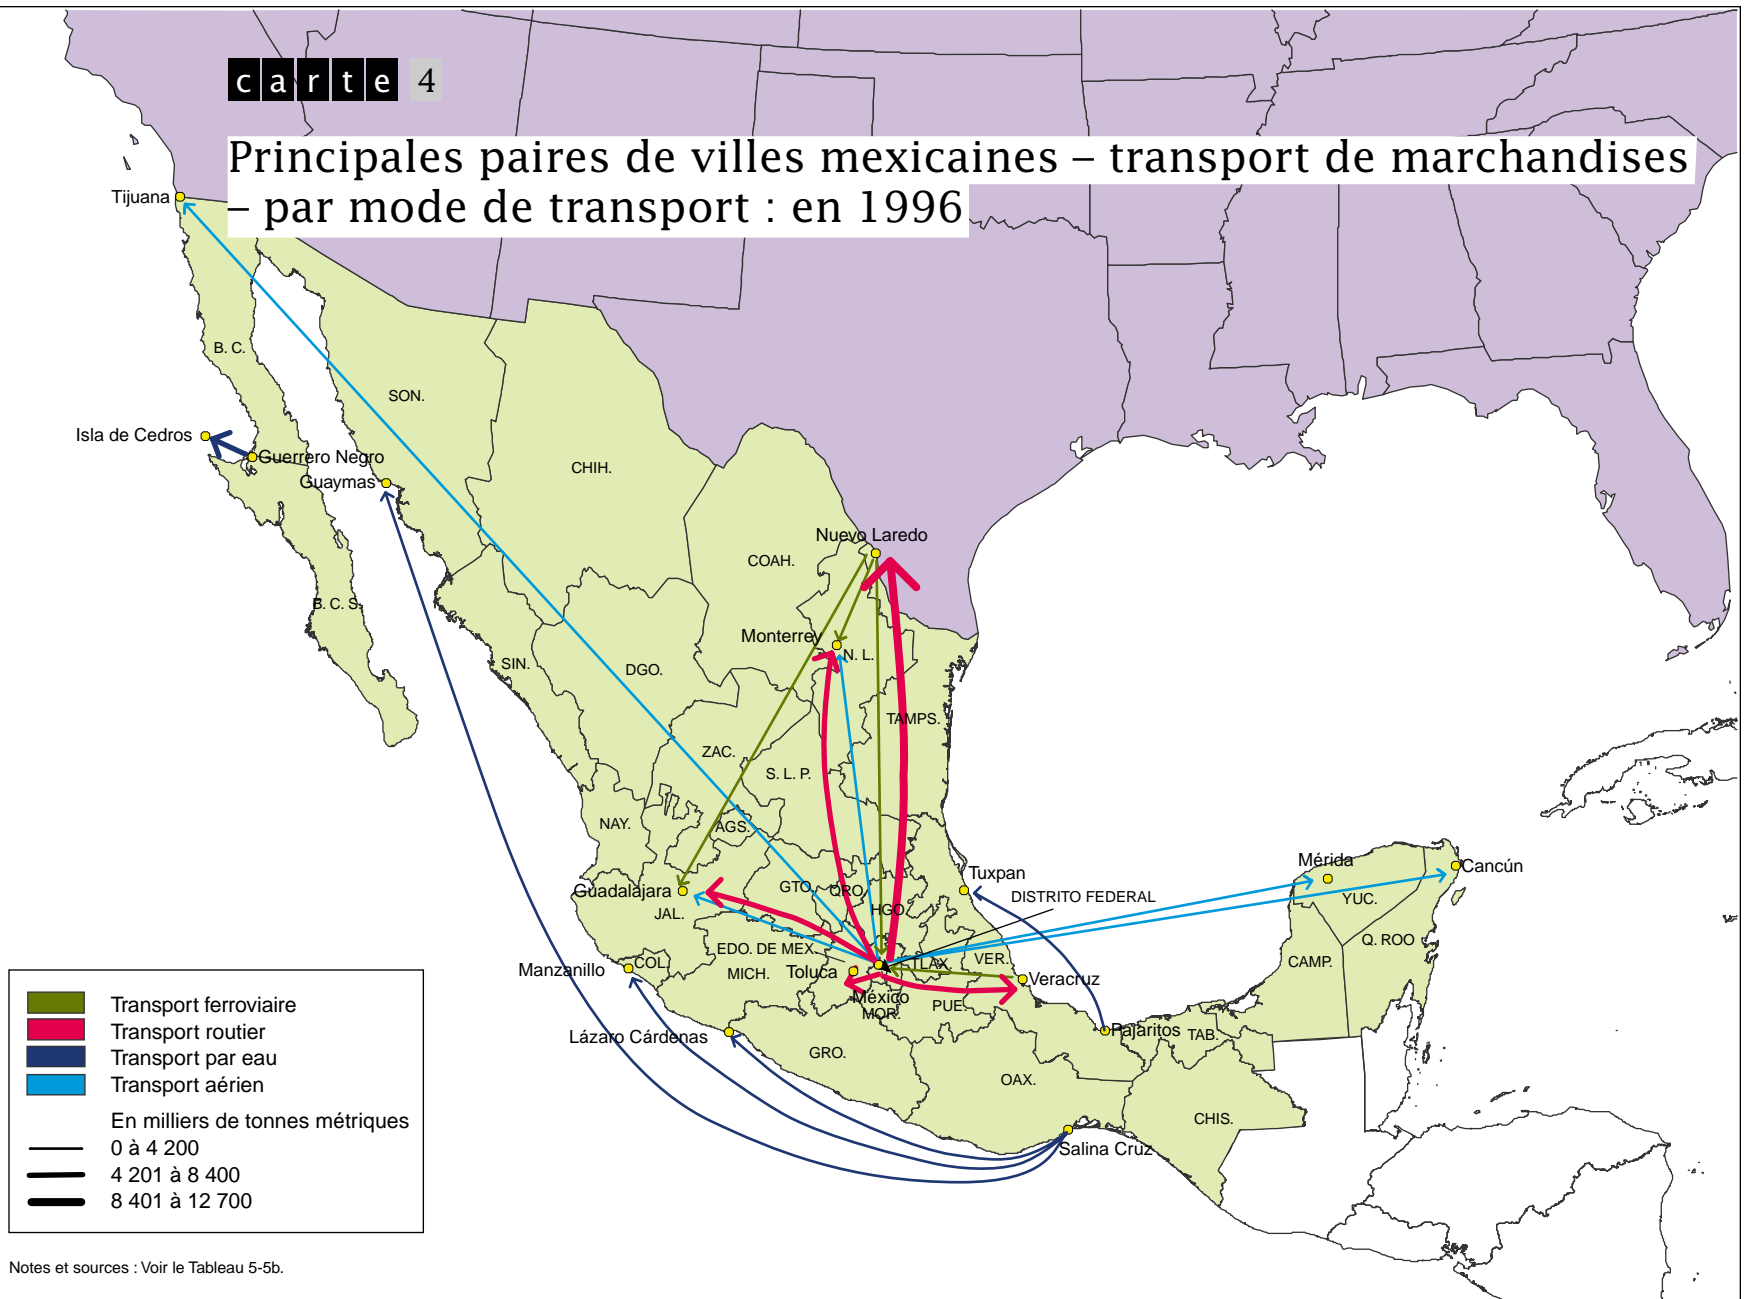 carte 4
Principales paires de villes mexicaines – transport de marchandises
– par mode de transport : en 1996
Tijuana
B. C.
SON.
Isla de Cedros
Guerrero Negro
Guaymas
CHIH.
Nuevo Laredo
COAH.
B. C. S.
Monterrey
N. L.
SIN.
DGO.
TAMPS.
ZAC.
S. L. P.
NAY.
AGS.
Tuxpan
Mérida
Cancún
Guadalajara
GTO.
QRO.
DISTRITO FEDERAL
YUC.
JAL.
HGO.
Q. ROO
EDO. DE MEX.
VER.
CAMP.
Manzanillo
COL.
MICH.
Toluca
TLAX.
Veracruz
México
PUE.
MOR.
Lázaro Cárdenas
Pajaritos
TAB.
GRO.
OAX.
CHIS.
Salina Cruz
Transport ferroviaire
Transport routier
Transport par eau
Transport aérien
En milliers de tonnes métriques
0 à 4 200
4 201 à 8 400
8 401 à 12 700
Notes et sources : Voir le Tableau 5-5b.